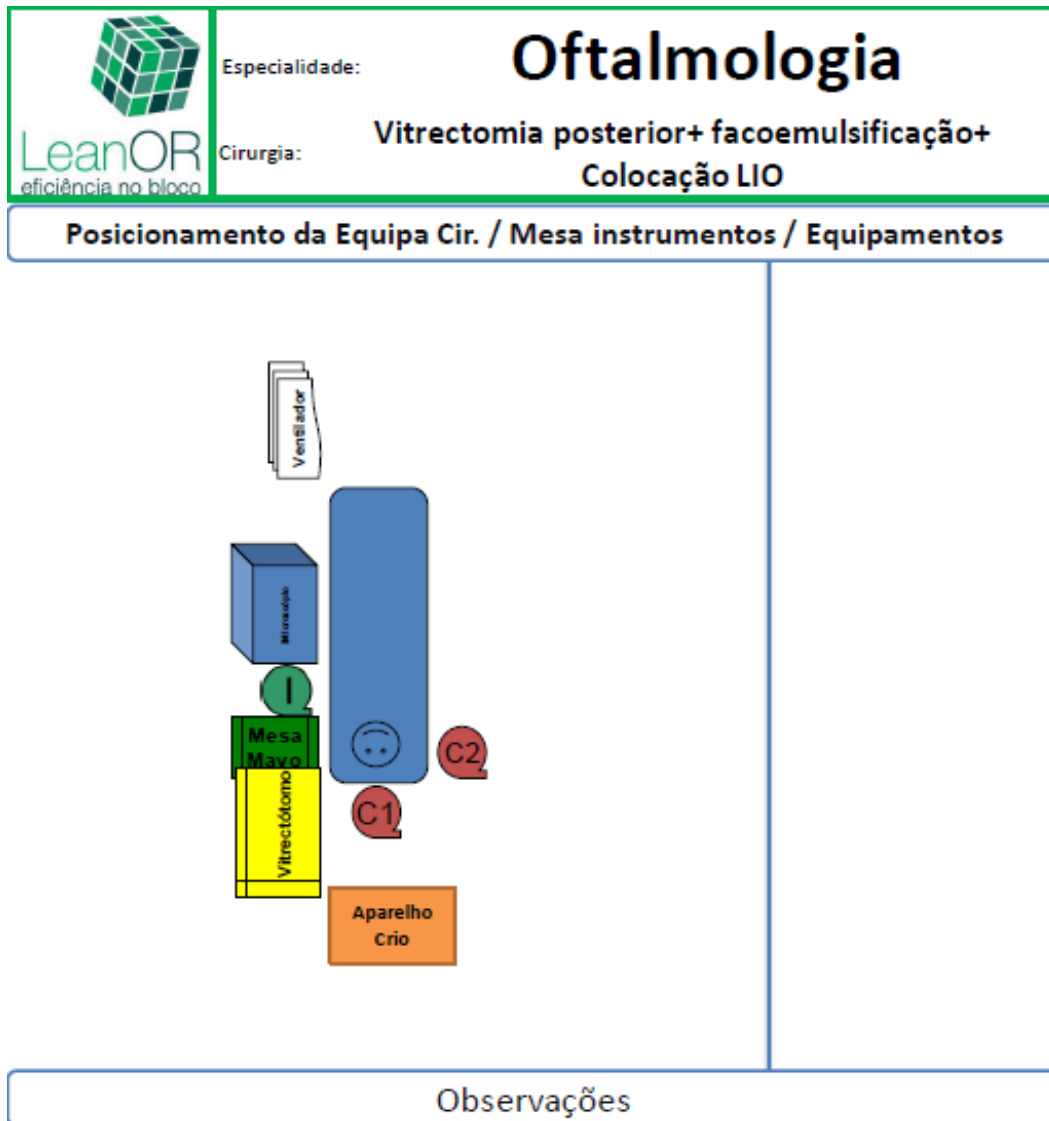 Especialidade:
Oftalmologia
LeanOR
eficiência no bloco
Cirurgia:
Vitrectomia posterior+ facoemulsificação+
Colocação LIO
Posicionamento da Equipa Cir. / Mesa instrumentos / Equipamentos
Ventilador
Microscópio
I
Mesa
Mayo
C2
Vitrectótomo
C1
Aparelho
Crio
Observações